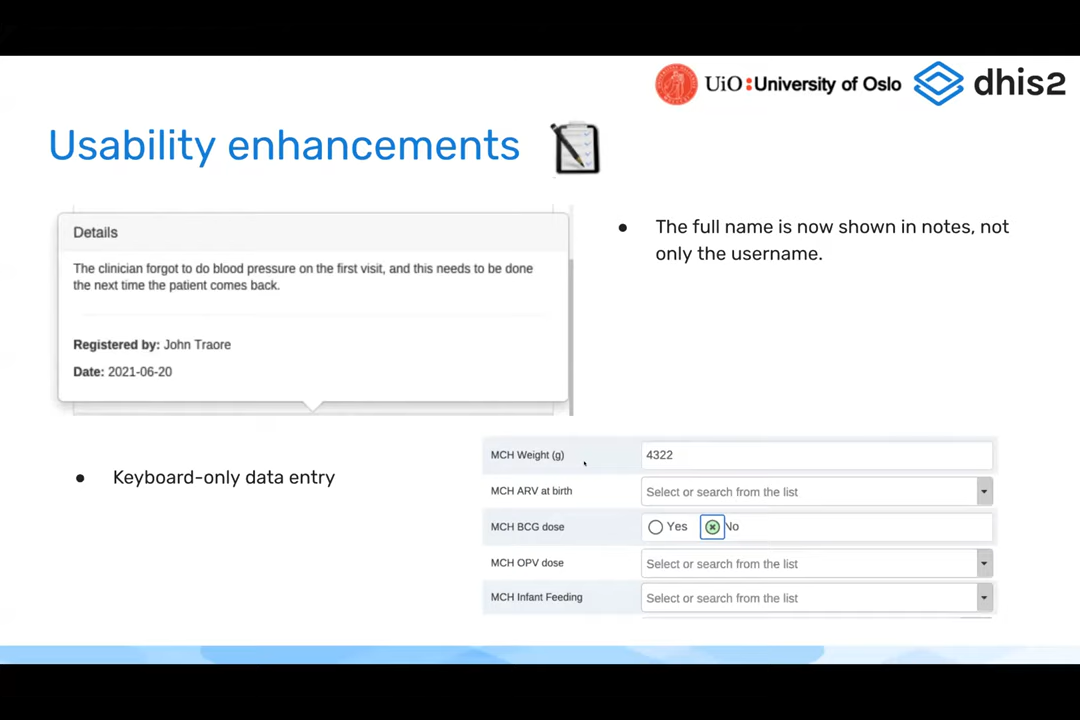 UiO:University of Oslo
dhis2
Usability enhancements
Details
The clinician forgot to do blood pressure on the first visit, and this needs to be done
the next time the patient comes back.
Registered by: John Traore
Date: 2021-06-20
● The full name is now shown in notes, not
only the username.
● Keyboard-only data entry
MCH Weight (g) 4322
MCH ARV at birth Select or search from the list
MCH BCG dose Yes No
MCH OPV dose Select or search from the list
MCH Infant Feeding Select or search from the list